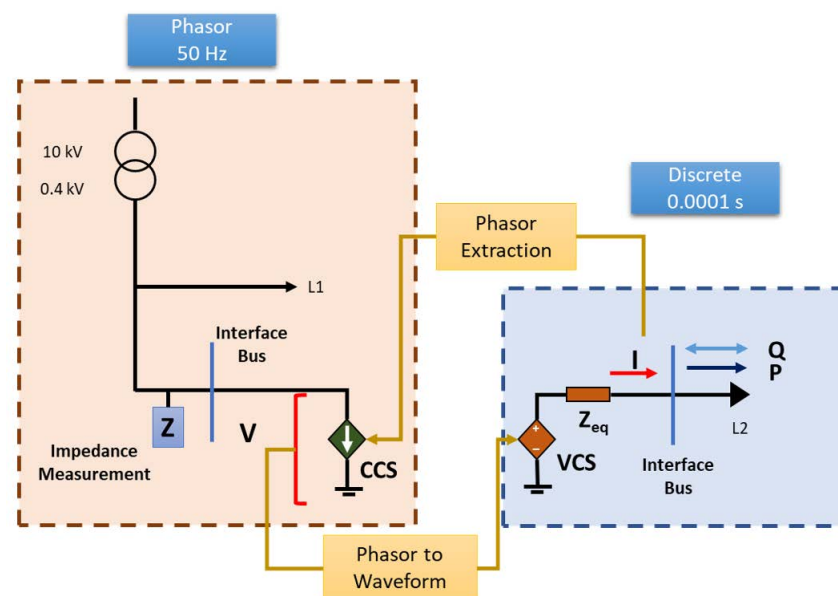 Phasor
50 Hz
10 kV
0.4 kV
L1
Interface
Bus
Z
V
CCS
Impedance
Measurement
Phasor
Extraction
Phasor to
Waveform
Discrete
0.0001 s
I
Q
P
Zeq
L2
+
−
VCS
Interface
Bus